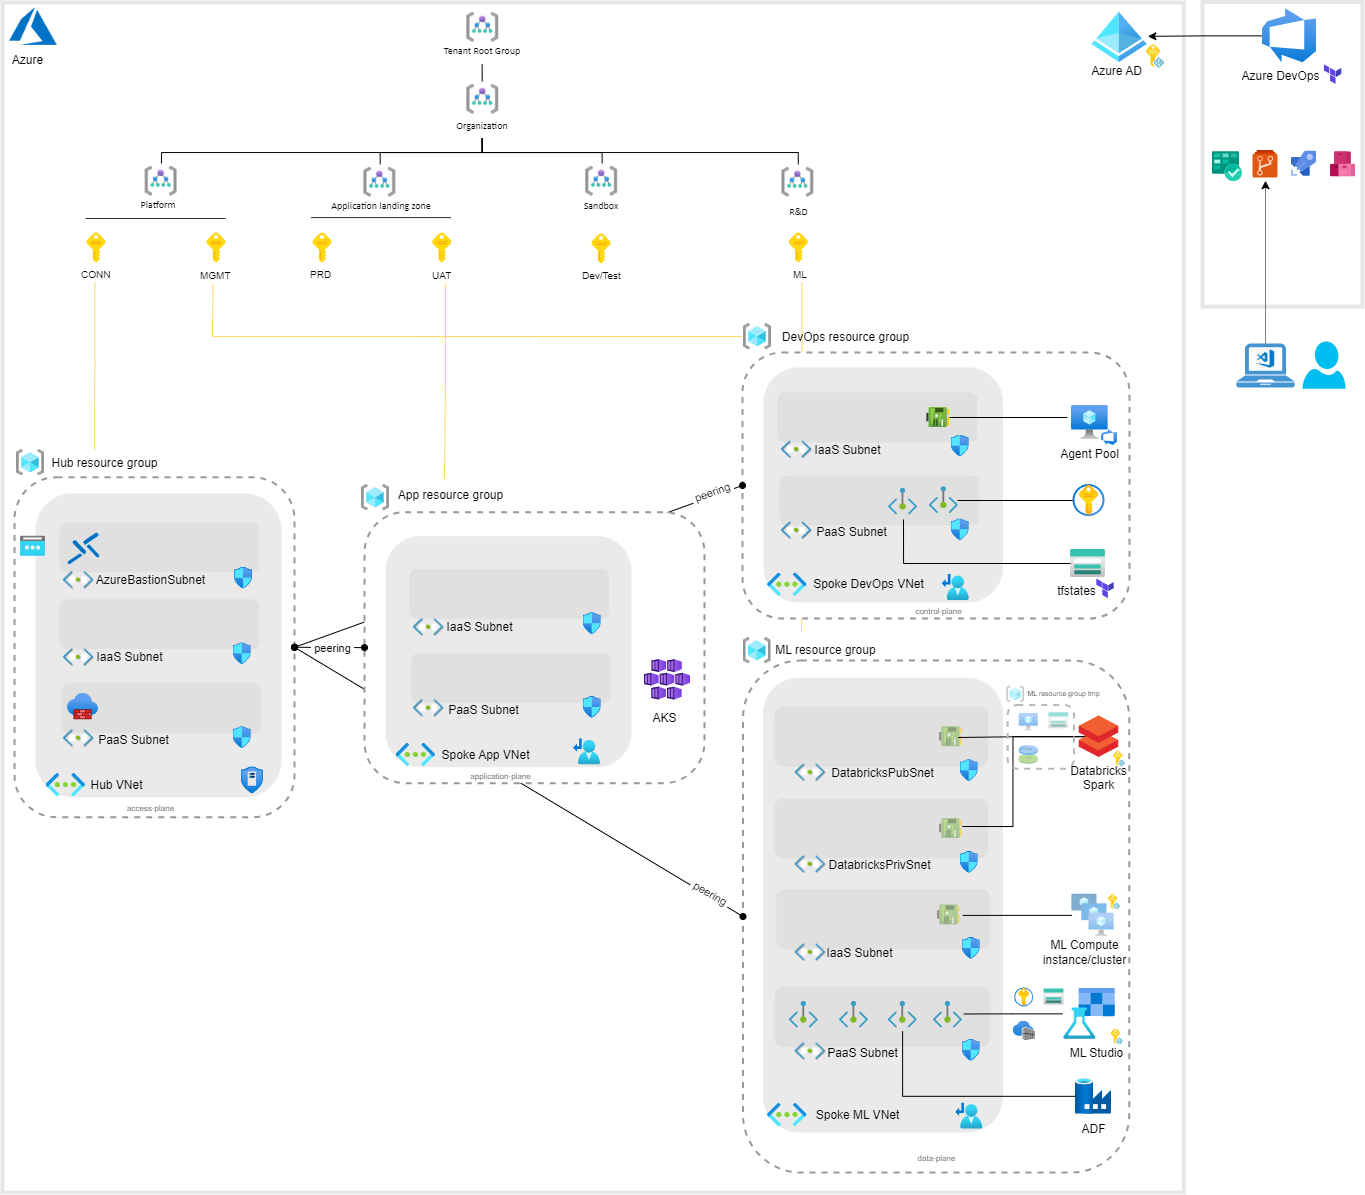 Azure
Tenant Root Group
Azure AD
Azure DevOps
Organization
Platform
Application landing zone
Sandbox
R&D
CONN
MGMT
PRD
UAT
Dev/Test
ML
DevOps resource group
IaaS Subnet
Agent Pool
Hub resource group
App resource group
peering
PaaS Subnet
Spoke DevOps VNet
tfstates
control-plane
AzureBastionSubnet
IaaS Subnet
PaaS Subnet
Hub VNet
access-plane
peering
IaaS Subnet
PaaS Subnet
AKS
Spoke App VNet
application-plane
ML resource group
ML resource group tmp
DatabricksPubSnet
Databricks
Spark
DatabricksPrivSnet
peering
IaaS Subnet
ML Compute
instance/cluster
PaaS Subnet
ML Studio
Spoke ML VNet
ADF
data-plane